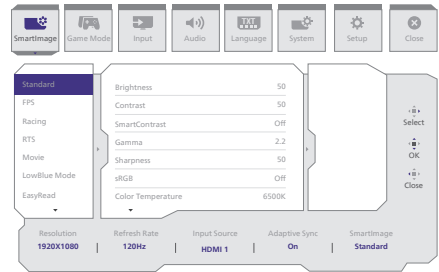 SmartImage
Game Mode
Input
Audio
TXT
Language
System
Setup
Close
Standard
FPS
Racing
RTS
Movie
LowBlue Mode
EasyRead
Brightness 50
Contrast 50
SmartContrast Off
Gamma 2.2
Sharpness 50
sRGB Off
Color Temperature 6500K
Select
OK
Close
Resolution
1920X1080
Refresh Rate
120Hz
Input Source
HDMI 1
Adaptive Sync
On
SmartImage
Standard